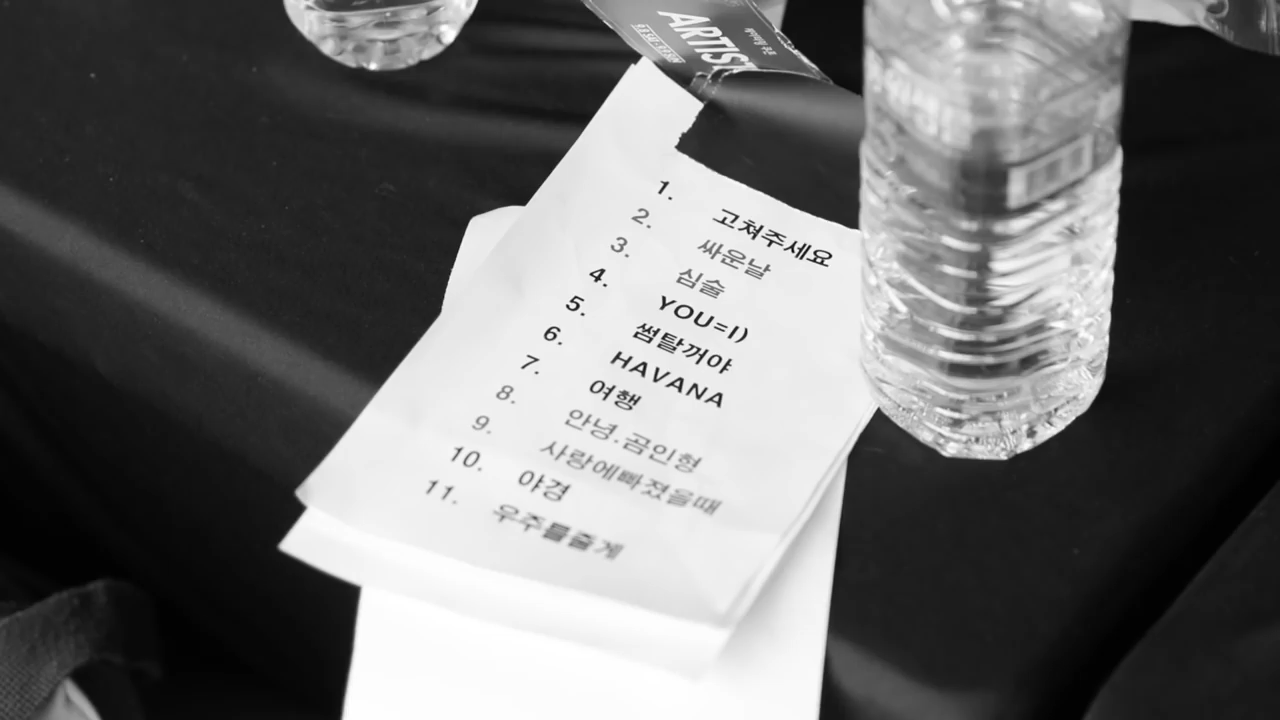 ARTIST
1. 고쳐주세요
2. 싸운날
3. 심술
4. YOU=I)
5. 썸탈꺼야
6. HAVANA
7. 여행
8. 안녕.곰인형
9. 사랑에빠졌을때
10. 야경
11. 우주를줄게